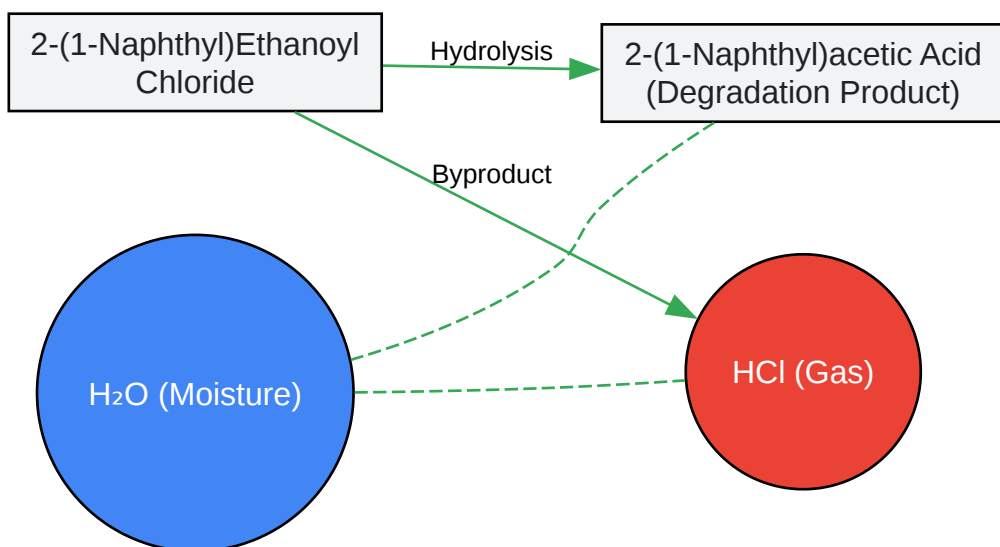 2-(1-Naphthyl)Ethanoyl
Chloride
Hydrolysis
2-(1-Naphthyl)acetic Acid
(Degradation Product)
Byproduct
H₂O (Moisture)
HCl (Gas)